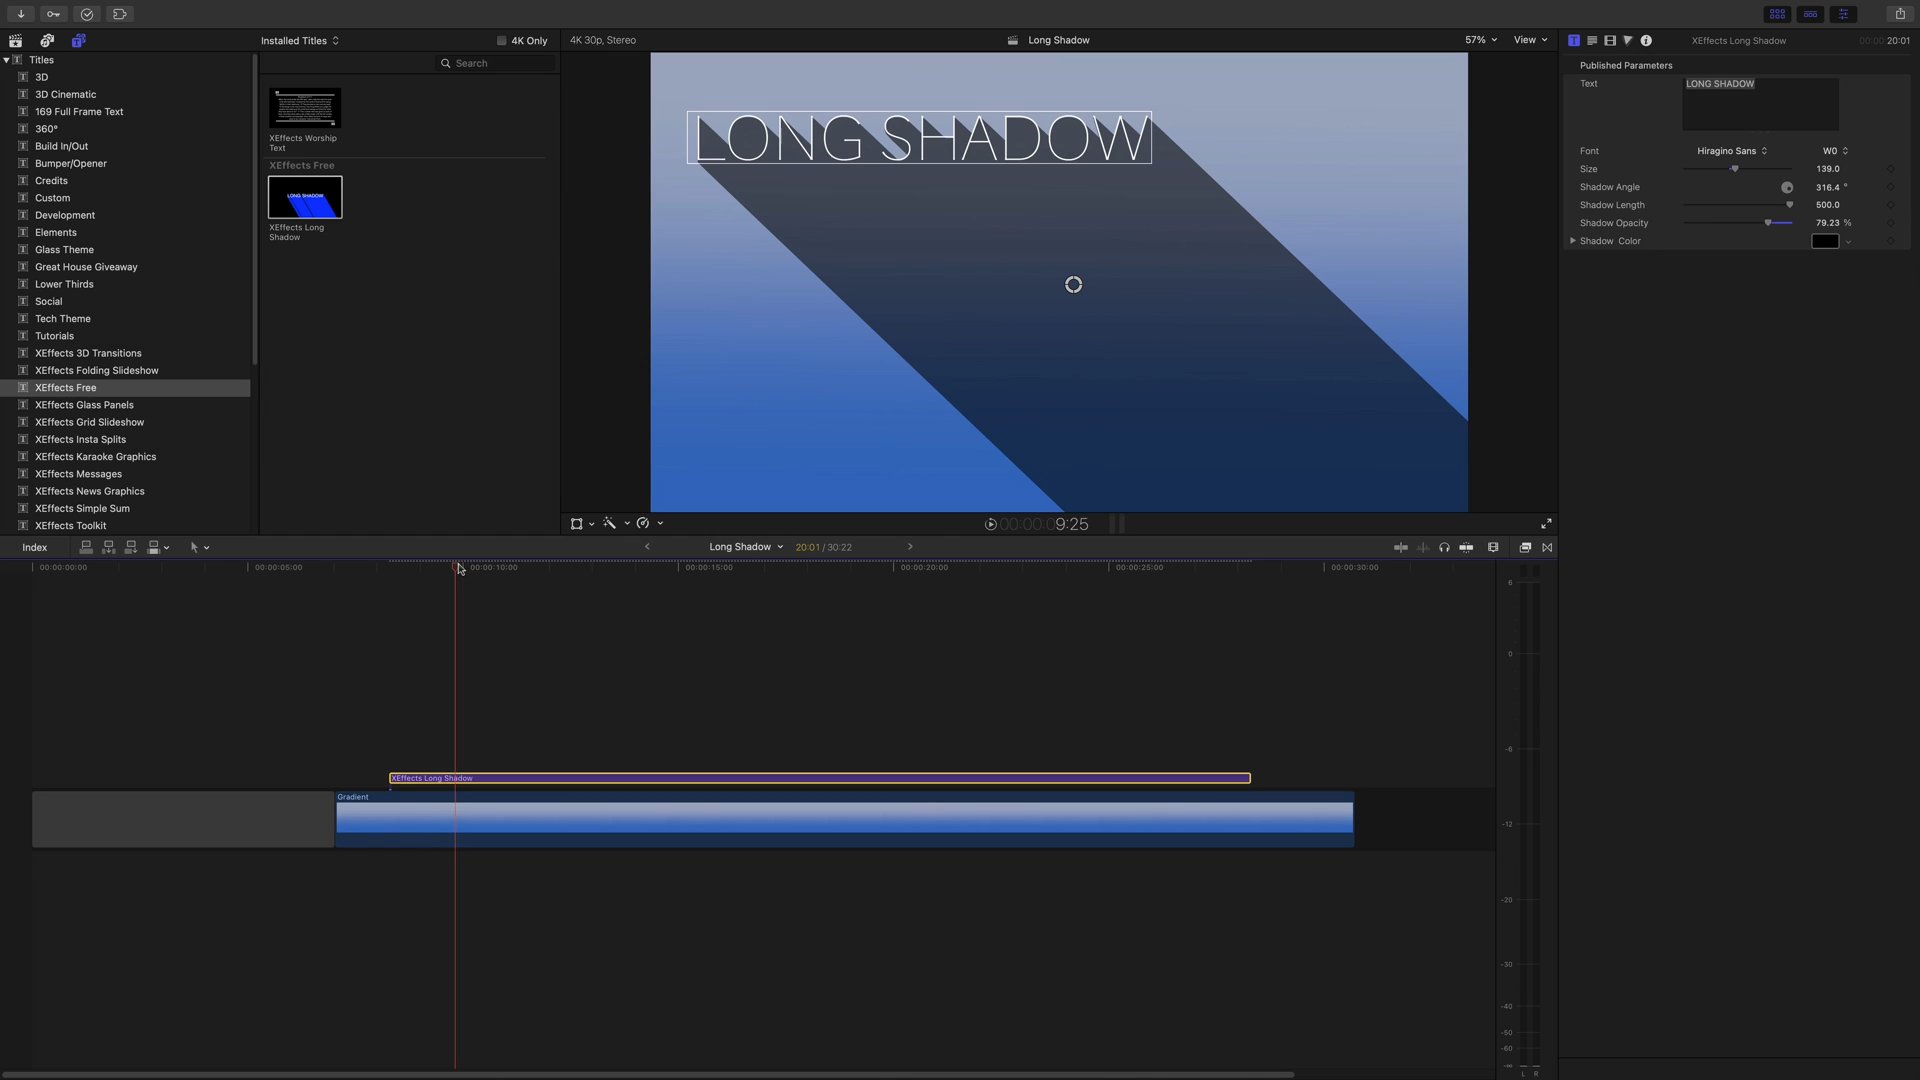 Installed Titles
4K Only
4K 30p, Stereo
Long Shadow
57%
View
XEffects Long Shadow
00:00:20:01
Titles
3D
3D Cinematic
169 Full Frame Text
360°
Build In/Out
Bumper/Opener
Credits
Custom
Development
Elements
Glass Theme
Great House Giveaway
Lower Thirds
Social
Tech Theme
Tutorials
XEffects 3D Transitions
XEffects Folding Slideshow
XEffects Free
XEffects Glass Panels
XEffects Grid Slideshow
XEffects Insta Splits
XEffects Karaoke Graphics
XEffects Messages
XEffects News Graphics
XEffects Simple Sum
XEffects Toolkit
Search
XEffects Worship
Text
XEffects Free
LONG SHADOW
XEffects Long
Shadow
LONG SHADOW
Published Parameters
Text
LONG SHADOW
Font
Hiragino Sans
W0
Size
139.0
Shadow Angle
316.4 °
Shadow Length
500.0
Shadow Opacity
79.23 %
Shadow Color
00:00:09:25
Index
Long Shadow
20:01 / 30:22
00:00:00:00
00:00:05:00
00:00:10:00
00:00:15:00
00:00:20:00
00:00:25:00
00:00:30:00
XEffects Long Shadow
Gradient
6
0
-6
-12
-20
-30
-40
-50
-60
-∞
L R